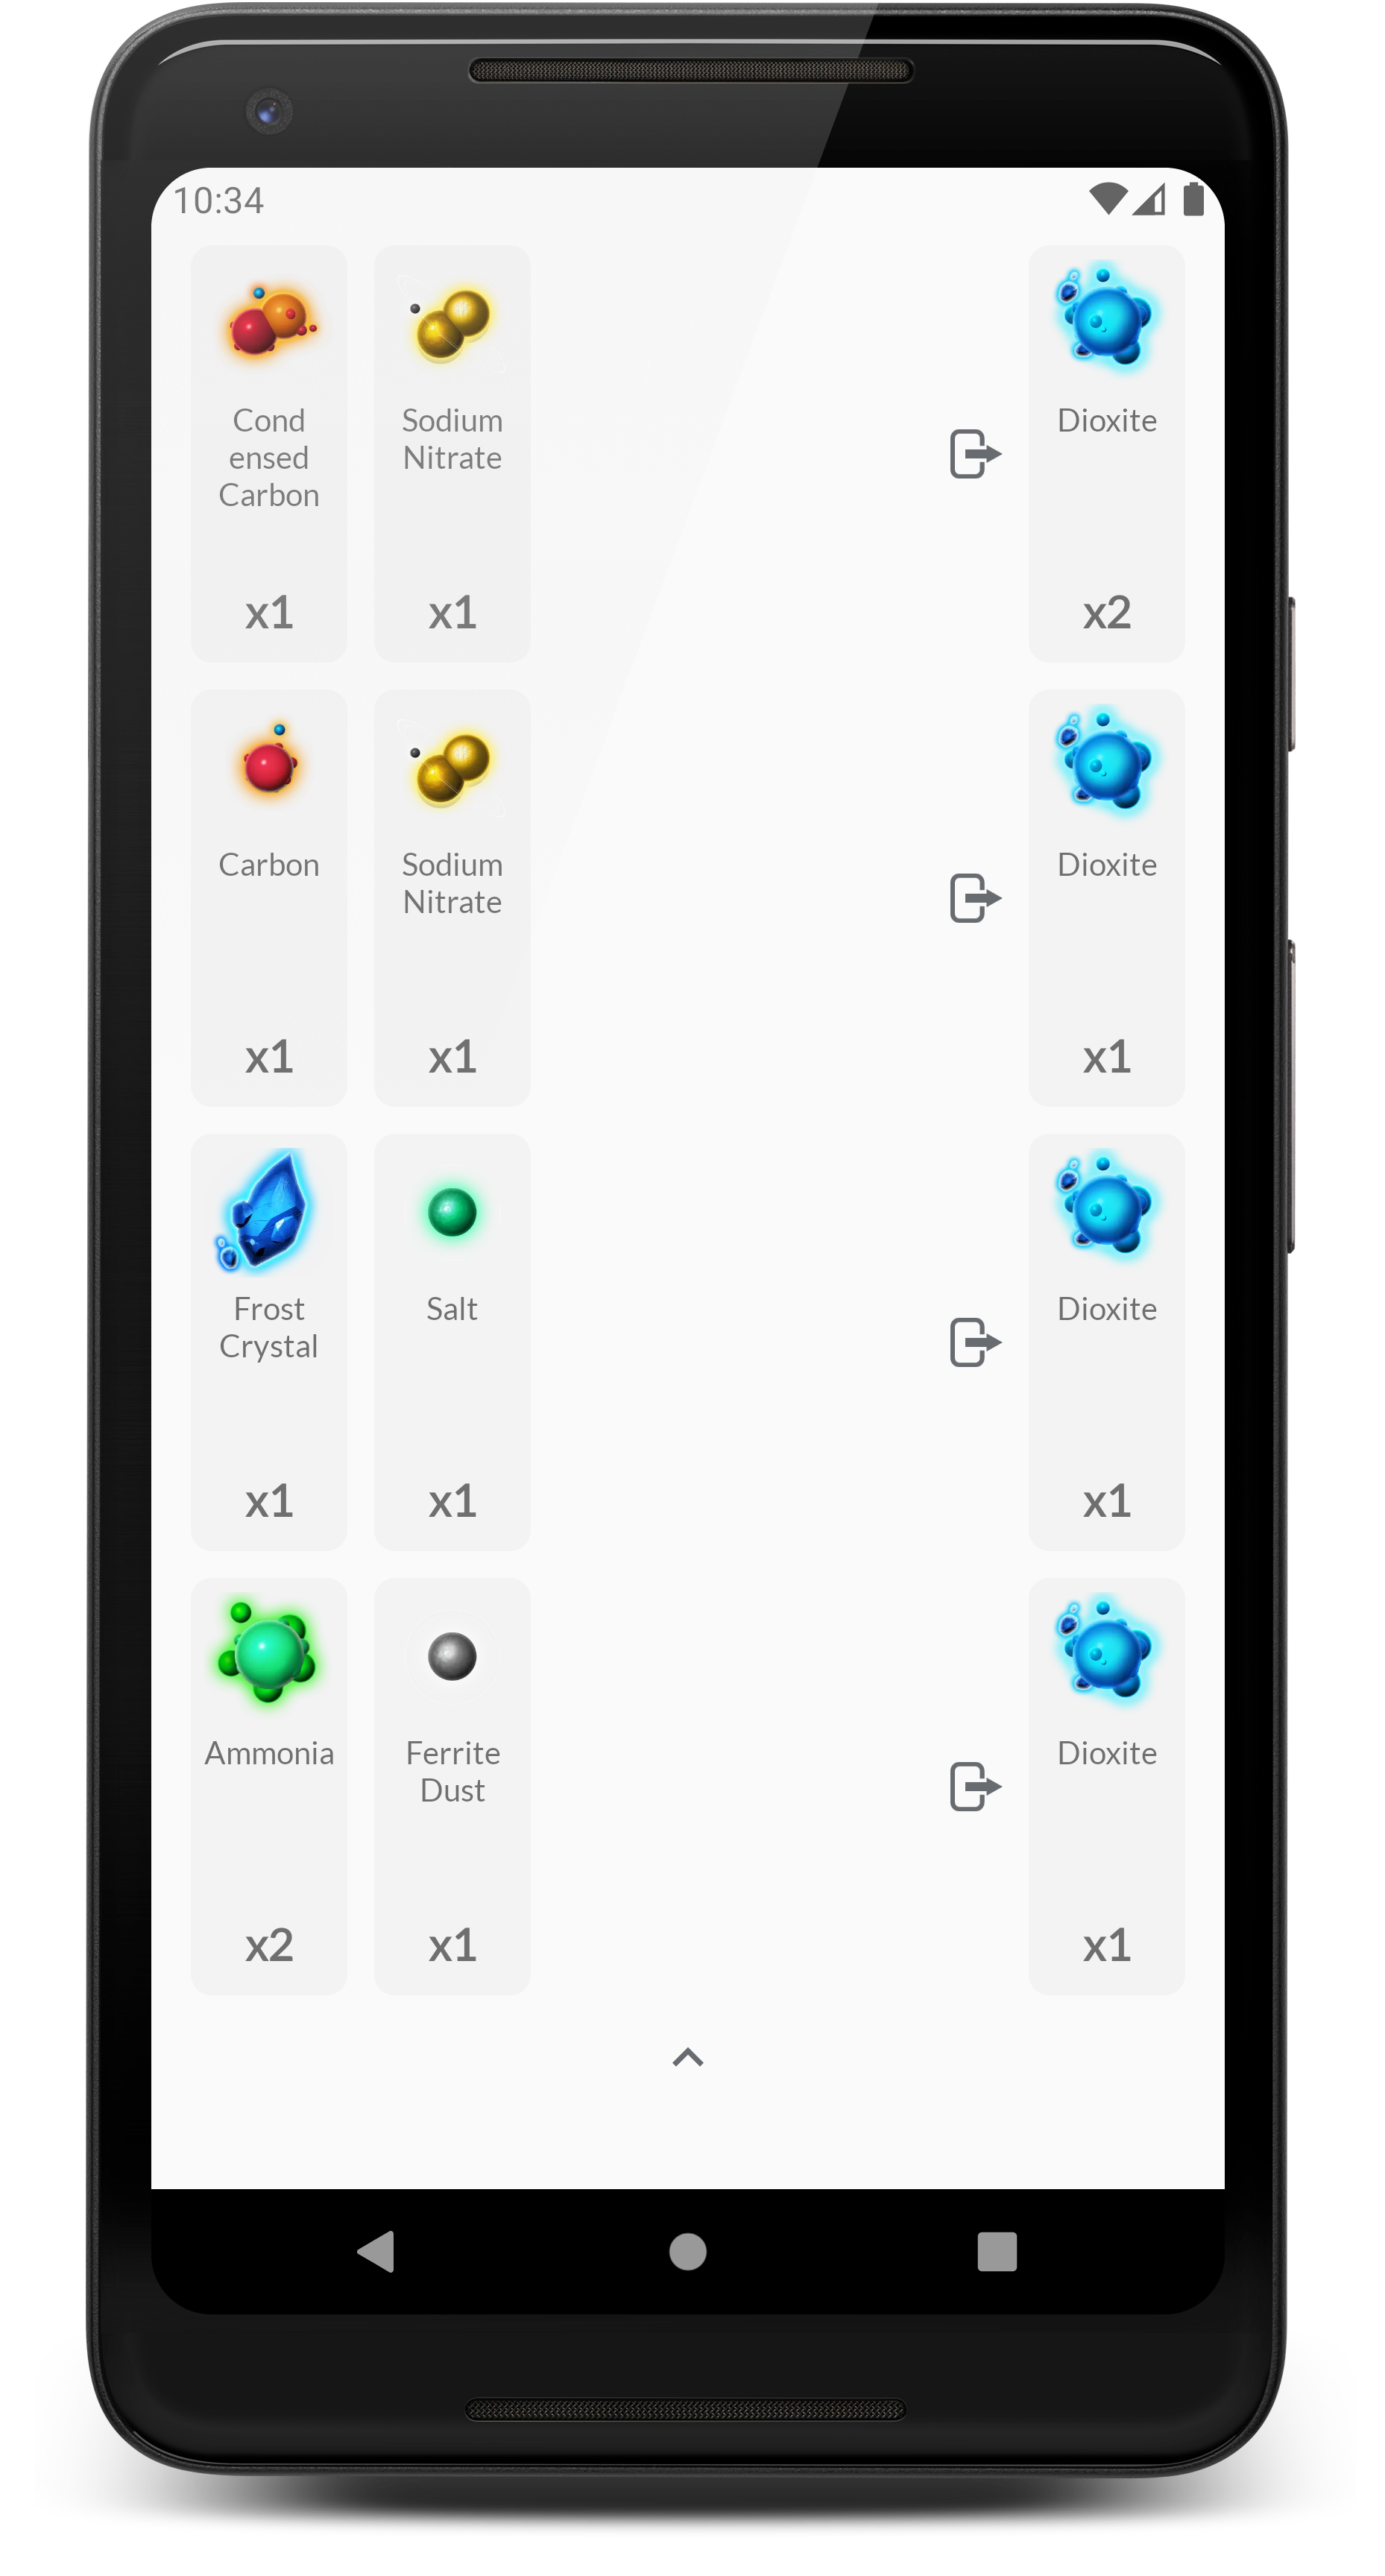 10:34
Cond
ensed
Carbon
Sodium
Nitrate
Dioxite
x1
x1
x2
Carbon
Sodium
Nitrate
Dioxite
x1
x1
x1
Frost
Crystal
Salt
Dioxite
x1
x1
x1
Ammonia
Ferrite
Dust
Dioxite
x2
x1
x1